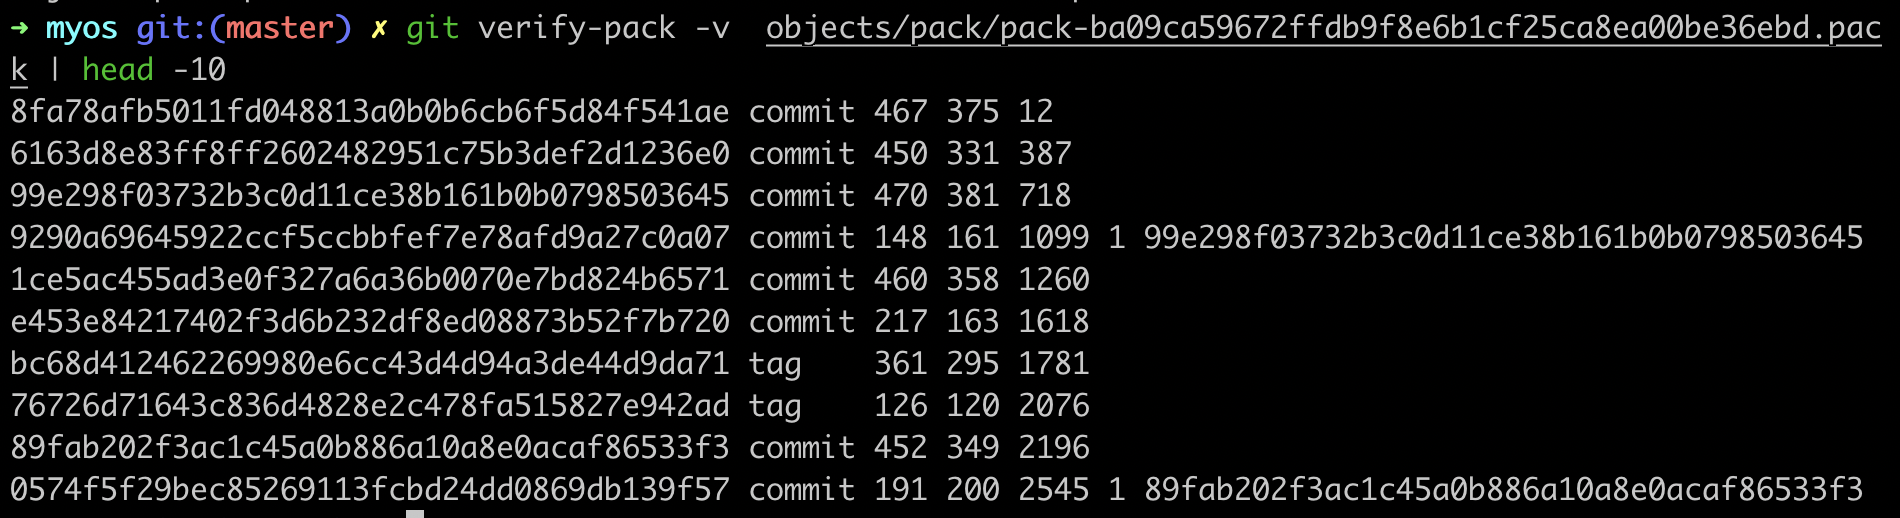 ➜ myos git:(master) ✗ git verify-pack -v  objects/pack/pack-ba09ca59672ffdb9f8e6b1cf25ca8ea00be36ebd.pac
k | head -10
8fa78afb5011fd048813a0b0b6cb6f5d84f541ae commit 467 375 12
6163d8e83ff8ff2602482951c75b3def2d1236e0 commit 450 331 387
99e298f03732b3c0d11ce38b161b0b0798503645 commit 470 381 718
9290a69645922ccf5ccbbfef7e78afd9a27c0a07 commit 148 161 1099 1 99e298f03732b3c0d11ce38b161b0b0798503645
1ce5ac455ad3e0f327a6a36b0070e7bd824b6571 commit 460 358 1260
e453e84217402f3d6b232df8ed08873b52f7b720 commit 217 163 1618
bc68d412462269980e6cc43d4d94a3de44d9da71 tag    361 295 1781
76726d71643c836d4828e2c478fa515827e942ad tag    126 120 2076
89fab202f3ac1c45a0b886a10a8e0acaf86533f3 commit 452 349 2196
0574f5f29bec85269113fcbd24dd0869db139f57 commit 191 200 2545 1 89fab202f3ac1c45a0b886a10a8e0acaf86533f3